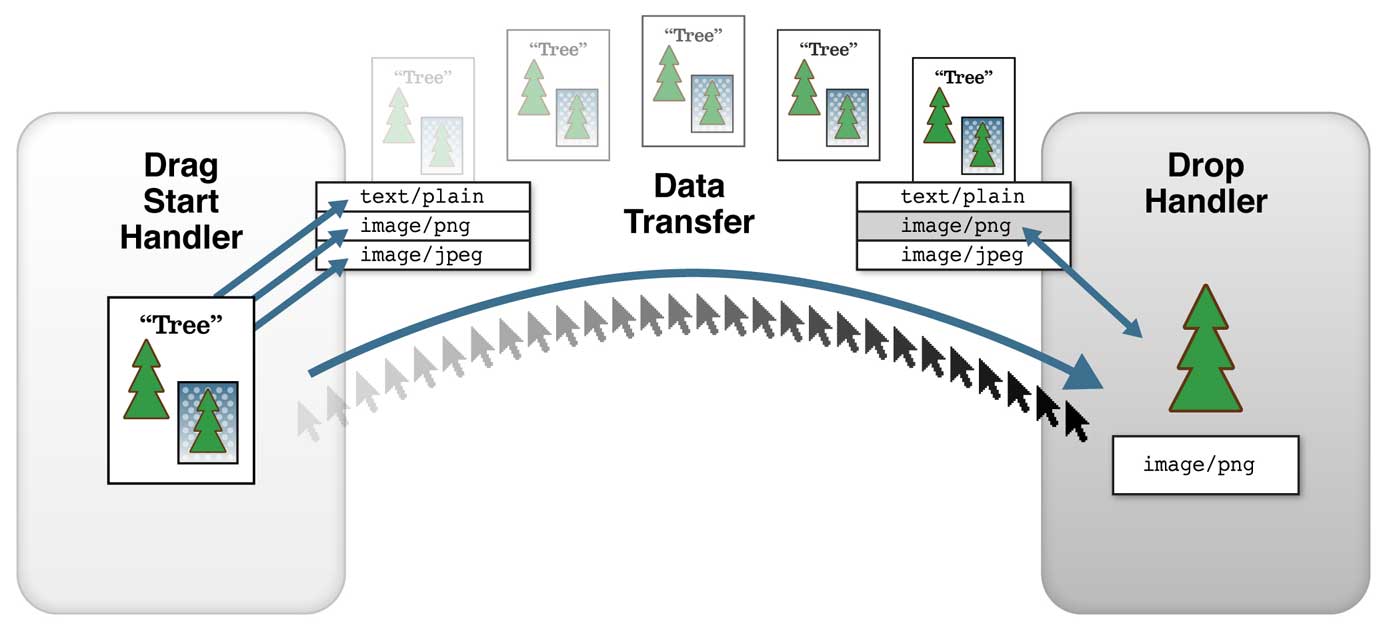 “Tree”
“Tree”
“Tree”
“Tree”
“Tree”
Drag
Start
Handler
text/plain
image/png
image/jpeg
“Tree”
Data
Transfer
text/plain
image/png
image/jpeg
Drop
Handler
image/png